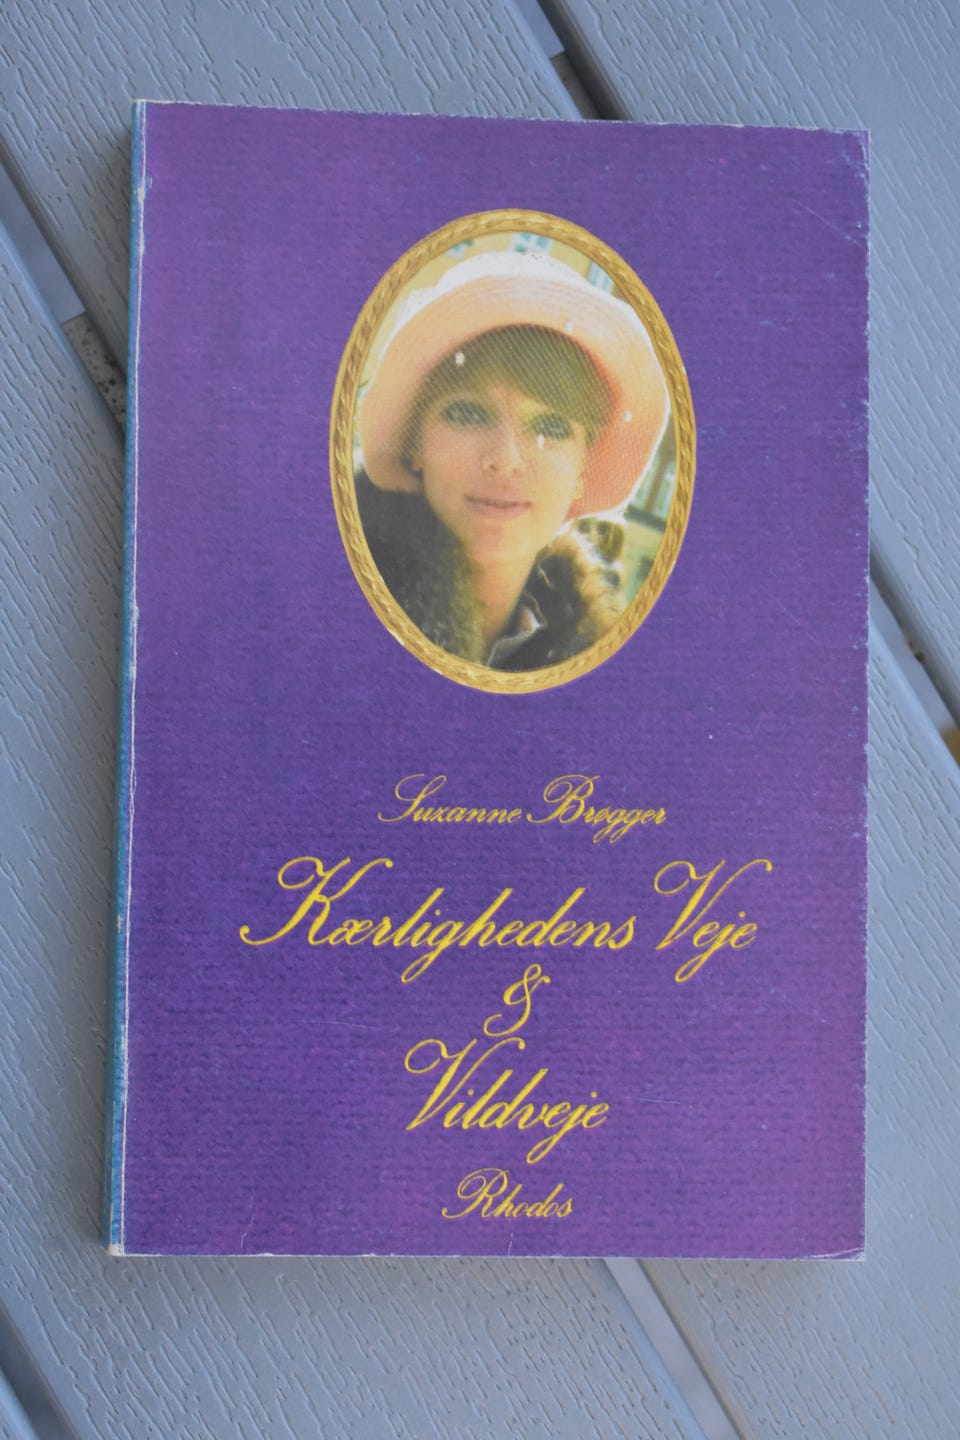 Suzanne Brøgger
Kærlighedens Veje
&
Vildveje
Rhodos